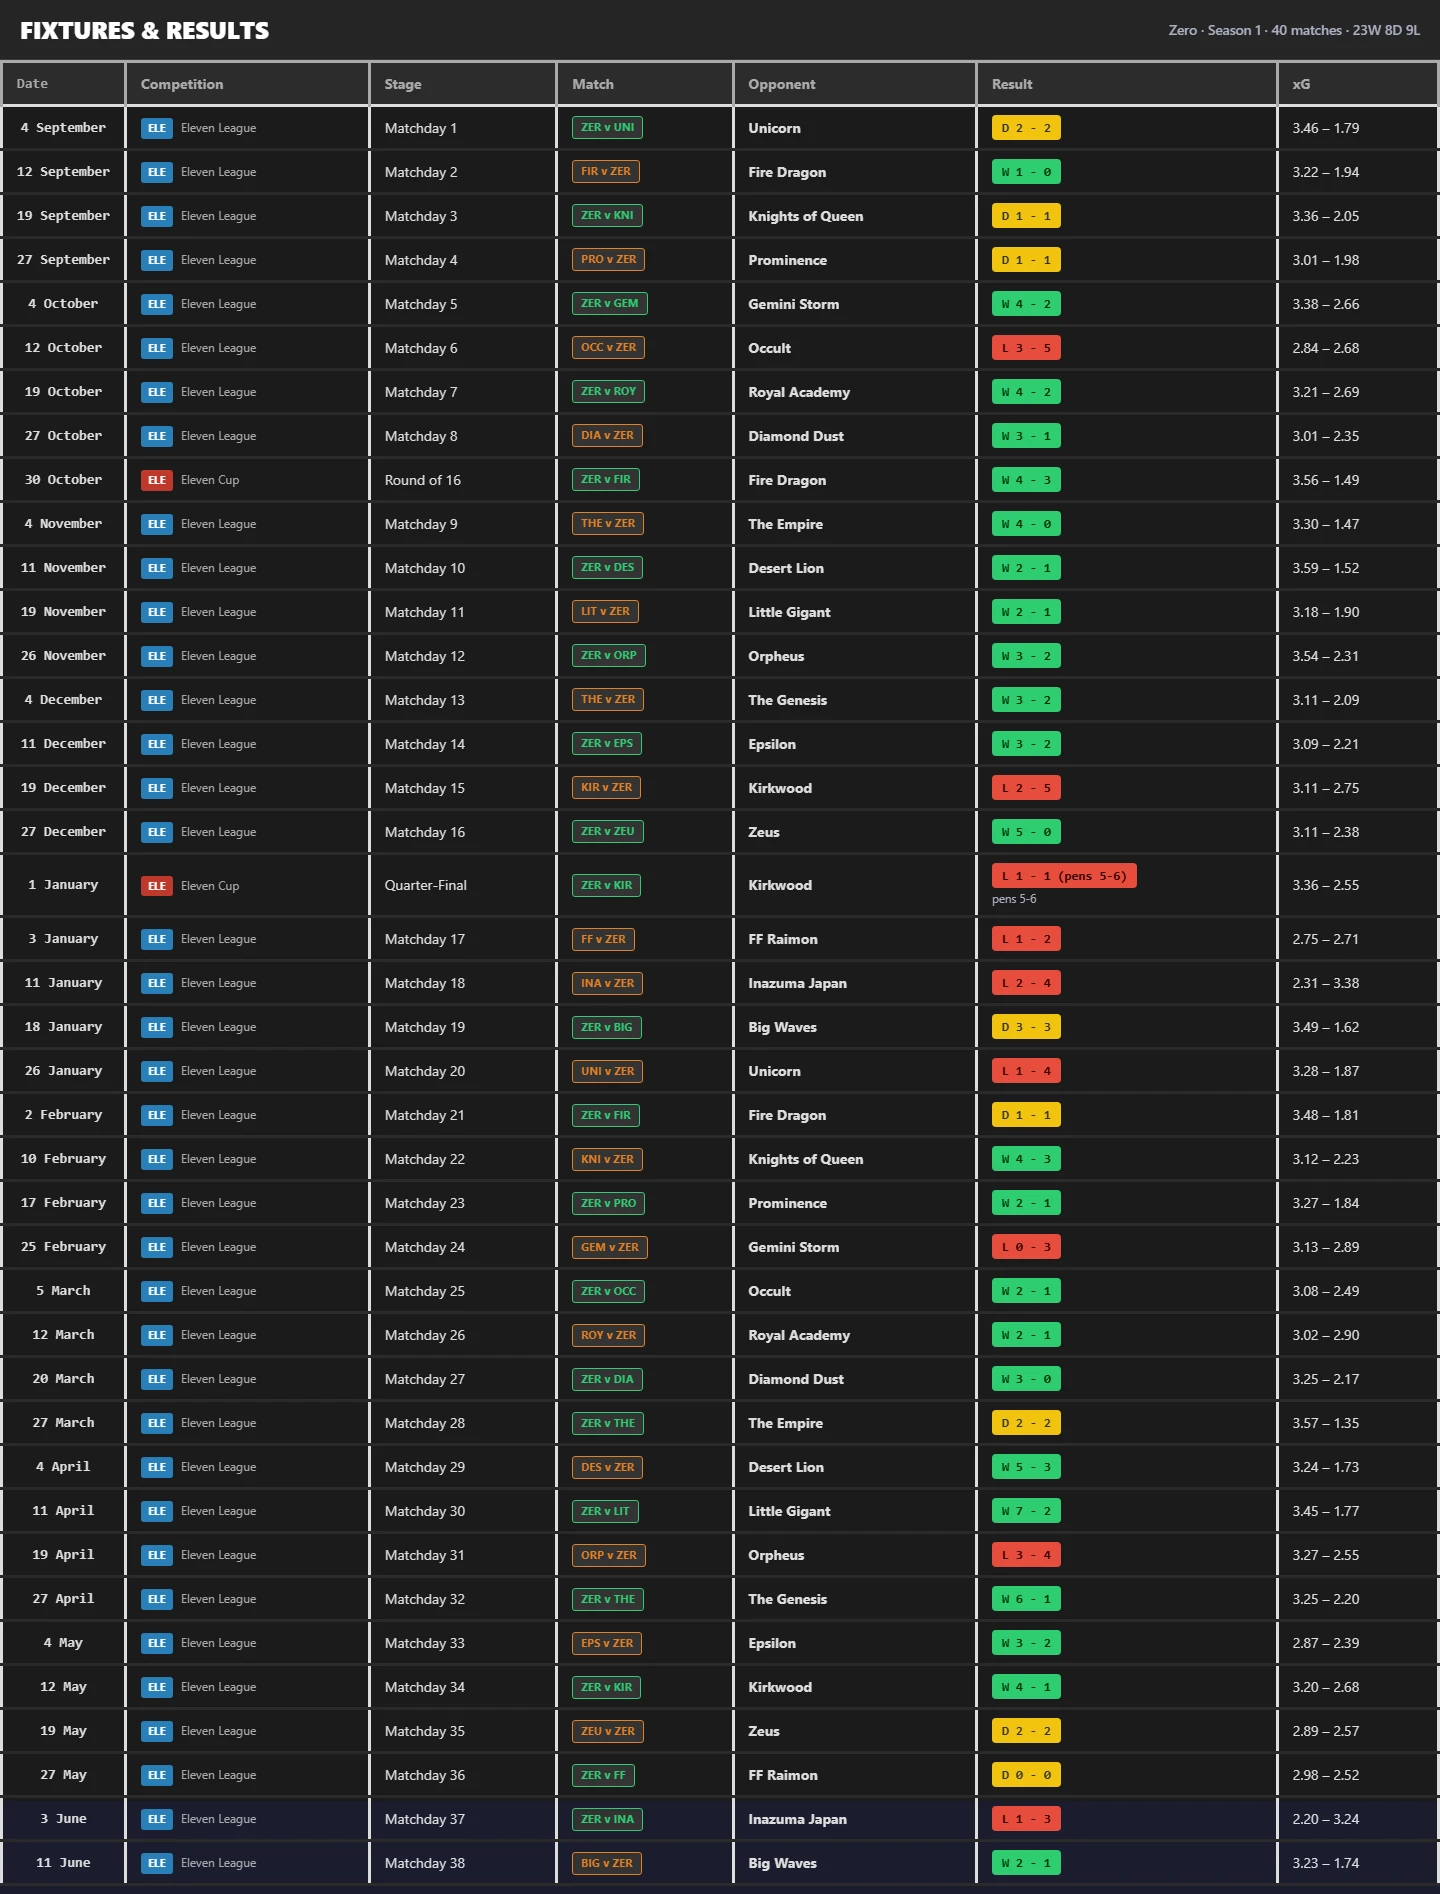 FIXTURES & RESULTS Zero · Season 1 · 40 matches · 23W 8D 9L
Date Competition Stage Match Opponent Result xG
4 September ELE Eleven League Matchday 1 ZER v UNI Unicorn D 2 - 2 3.46 – 1.79
12 September ELE Eleven League Matchday 2 FIR v ZER Fire Dragon W 1 - 0 3.22 – 1.94
19 September ELE Eleven League Matchday 3 ZER v KNI Knights of Queen D 1 - 1 3.36 – 2.05
27 September ELE Eleven League Matchday 4 PRO v ZER Prominence D 1 - 1 3.01 – 1.98
4 October ELE Eleven League Matchday 5 ZER v GEM Gemini Storm W 4 - 2 3.38 – 2.66
12 October ELE Eleven League Matchday 6 OCC v ZER Occult L 3 - 5 2.84 – 2.68
19 October ELE Eleven League Matchday 7 ZER v ROY Royal Academy W 4 - 2 3.21 – 2.69
27 October ELE Eleven League Matchday 8 DIA v ZER Diamond Dust W 3 - 1 3.01 – 2.35
30 October ELE Eleven Cup Round of 16 ZER v FIR Fire Dragon W 4 - 3 3.56 – 1.49
4 November ELE Eleven League Matchday 9 THE v ZER The Empire W 4 - 0 3.30 – 1.47
11 November ELE Eleven League Matchday 10 ZER v DES Desert Lion W 2 - 1 3.59 – 1.52
19 November ELE Eleven League Matchday 11 LIT v ZER Little Gigant W 2 - 1 3.18 – 1.90
26 November ELE Eleven League Matchday 12 ZER v ORP Orpheus W 3 - 2 3.54 – 2.31
4 December ELE Eleven League Matchday 13 THE v ZER The Genesis W 3 - 2 3.11 – 2.09
11 December ELE Eleven League Matchday 14 ZER v EPS Epsilon W 3 - 2 3.09 – 2.21
19 December ELE Eleven League Matchday 15 KIR v ZER Kirkwood L 2 - 5 3.11 – 2.75
27 December ELE Eleven League Matchday 16 ZER v ZEU Zeus W 5 - 0 3.11 – 2.38
1 January ELE Eleven Cup Quarter-Final ZER v KIR Kirkwood L 1 - 1 (pens 5-6) 3.36 – 2.55
pens 5-6
3 January ELE Eleven League Matchday 17 FF v ZER FF Raimon L 1 - 2 2.75 – 2.71
11 January ELE Eleven League Matchday 18 INA v ZER Inazuma Japan L 2 - 4 2.31 – 3.38
18 January ELE Eleven League Matchday 19 ZER v BIG Big Waves D 3 - 3 3.49 – 1.62
26 January ELE Eleven League Matchday 20 UNI v ZER Unicorn L 1 - 4 3.28 – 1.87
2 February ELE Eleven League Matchday 21 ZER v FIR Fire Dragon D 1 - 1 3.48 – 1.81
10 February ELE Eleven League Matchday 22 KNI v ZER Knights of Queen W 4 - 3 3.12 – 2.23
17 February ELE Eleven League Matchday 23 ZER v PRO Prominence W 2 - 1 3.27 – 1.84
25 February ELE Eleven League Matchday 24 GEM v ZER Gemini Storm L 0 - 3 3.13 – 2.89
5 March ELE Eleven League Matchday 25 ZER v OCC Occult W 2 - 1 3.08 – 2.49
12 March ELE Eleven League Matchday 26 ROY v ZER Royal Academy W 2 - 1 3.02 – 2.90
20 March ELE Eleven League Matchday 27 ZER v DIA Diamond Dust W 3 - 0 3.25 – 2.17
27 March ELE Eleven League Matchday 28 ZER v THE The Empire D 2 - 2 3.57 – 1.35
4 April ELE Eleven League Matchday 29 DES v ZER Desert Lion W 5 - 3 3.24 – 1.73
11 April ELE Eleven League Matchday 30 ZER v LIT Little Gigant W 7 - 2 3.45 – 1.77
19 April ELE Eleven League Matchday 31 ORP v ZER Orpheus L 3 - 4 3.27 – 2.55
27 April ELE Eleven League Matchday 32 ZER v THE The Genesis W 6 - 1 3.25 – 2.20
4 May ELE Eleven League Matchday 33 EPS v ZER Epsilon W 3 - 2 2.87 – 2.39
12 May ELE Eleven League Matchday 34 ZER v KIR Kirkwood W 4 - 1 3.20 – 2.68
19 May ELE Eleven League Matchday 35 ZEU v ZER Zeus D 2 - 2 2.89 – 2.57
27 May ELE Eleven League Matchday 36 ZER v FF FF Raimon D 0 - 0 2.98 – 2.52
3 June ELE Eleven League Matchday 37 ZER v INA Inazuma Japan L 1 - 3 2.20 – 3.24
11 June ELE Eleven League Matchday 38 BIG v ZER Big Waves W 2 - 1 3.23 – 1.74